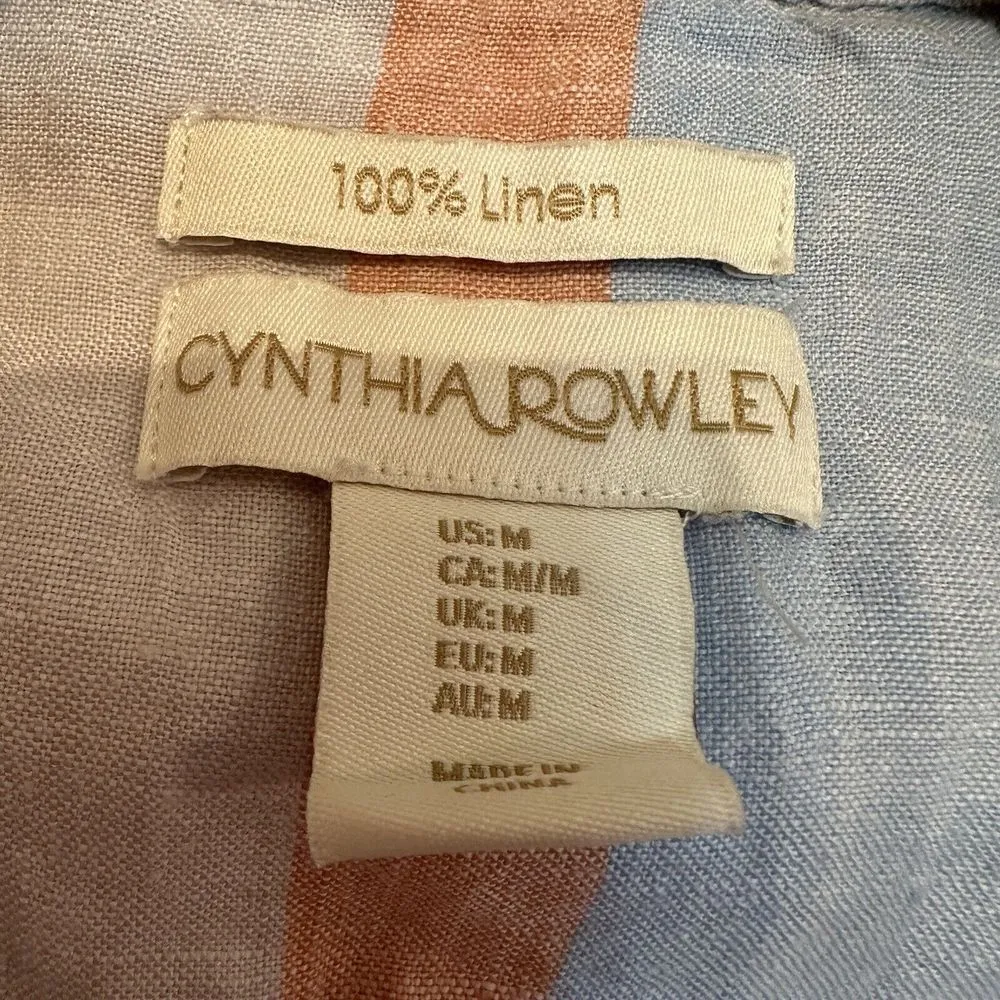 100% Linen
CYNTHIA ROWLEY
US: M
CA: M/M
UK: M
EU: M
AU: M
MADE IN
CHINA